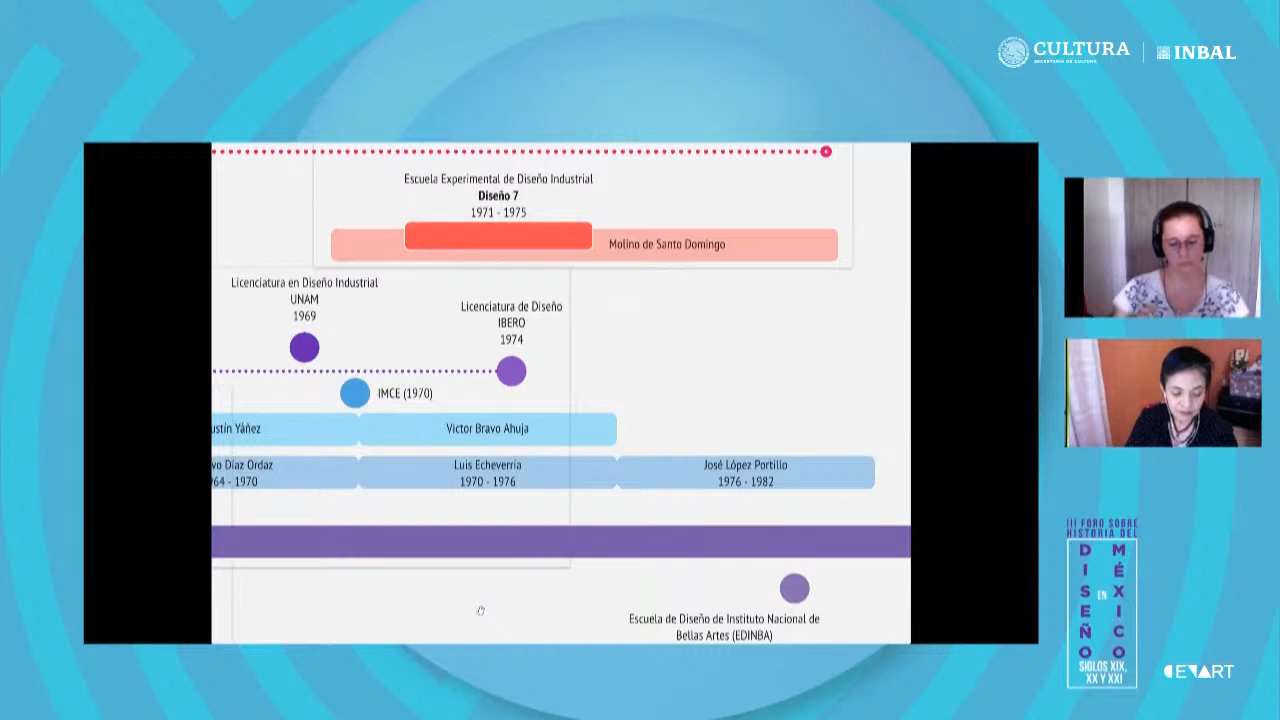 CULTURA
SECRETARÍA DE CULTURA
INBAL
Escuela Experimental de Diseño Industrial
Diseño 7
1971 - 1975
Molino de Santo Domingo
Licenciatura en Diseño Industrial
UNAM
1969
Licenciatura de Diseño
IBERO
1974
IMCE (1970)
ustín Yáñez
Victor Bravo Ahuja
vo Díaz Ordaz
64 - 1970
Luis Echeverría
1970 - 1976
José López Portillo
1976 - 1982
Escuela de Diseño de Instituto Nacional de
Bellas Artes (EDINBA)
III FORO SOBRE
HISTORIA DEL
DISEÑO
EN
MÉXICO
SIGLOS XIX,
XX Y XXI
CENART